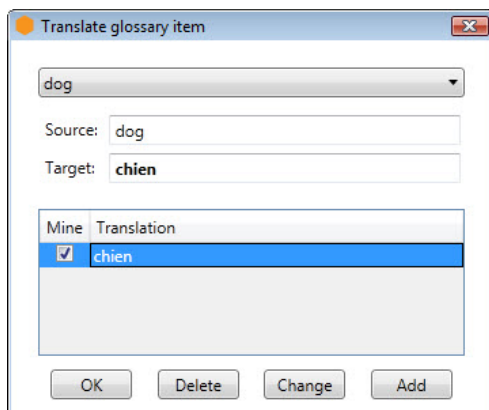 Translate glossary item
dog
Source: dog
Target: chien
Mine Translation
chien
OK Delete Change Add